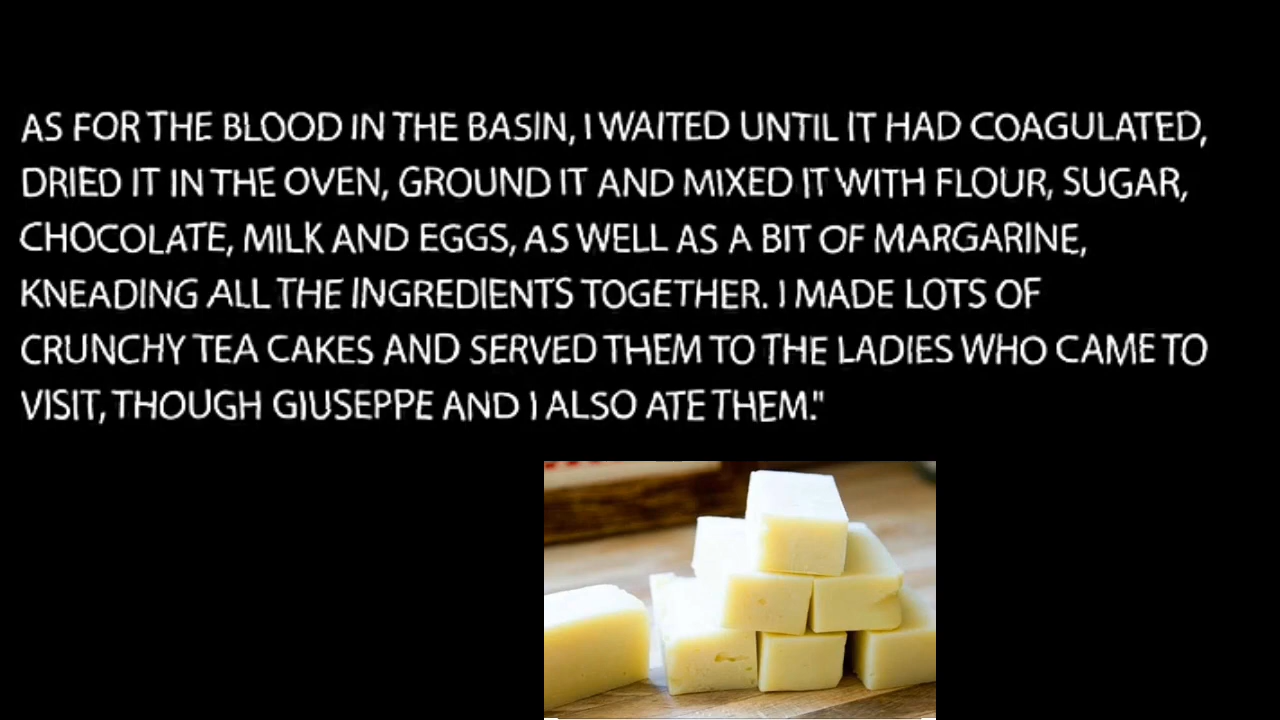 AS FOR THE BLOOD IN THE BASIN, I WAITED UNTIL IT HAD COAGULATED,
DRIED IT IN THE OVEN, GROUND IT AND MIXED IT WITH FLOUR, SUGAR,
CHOCOLATE, MILK AND EGGS, AS WELL AS A BIT OF MARGARINE,
KNEADING ALL THE INGREDIENTS TOGETHER. I MADE LOTS OF
CRUNCHY TEA CAKES AND SERVED THEM TO THE LADIES WHO CAME TO
VISIT, THOUGH GIUSEPPE AND I ALSO ATE THEM."